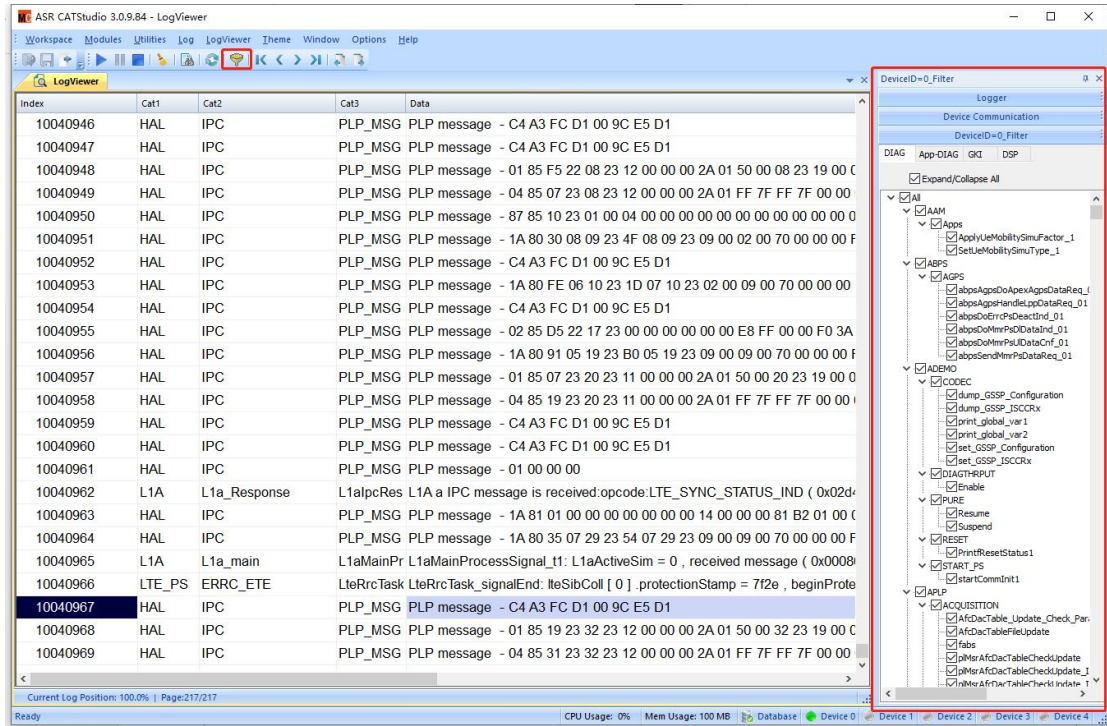 ASR CATStudio 3.0.9.84 - LogViewer
Workspace Modules Utilities Log LogViewer Theme Window Options Help
LogViewer
Index Cat1 Cat2 Cat3 Data
10040946 HAL IPC PLP_MSG PLP message - C4 A3 FC D1 00 9C E5 D1
10040947 HAL IPC PLP_MSG PLP message - C4 A3 FC D1 00 9C E5 D1
10040948 HAL IPC PLP_MSG PLP message - 01 85 F5 22 08 23 12 00 00 00 2A 01 50 00 08 23 19 00
10040949 HAL IPC PLP_MSG PLP message - 04 85 07 23 08 23 12 00 00 00 2A 01 FF 7F FF 7F 00 00
10040950 HAL IPC PLP_MSG PLP message - 87 85 10 23 01 00 04 00 00 00 00 00 00 00 00 00 00
10040951 HAL IPC PLP_MSG PLP message - 1A 80 30 08 09 23 4F 08 09 23 09 00 02 00 70 00 00 00
10040952 HAL IPC PLP_MSG PLP message - C4 A3 FC D1 00 9C E5 D1
10040953 HAL IPC PLP_MSG PLP message - 1A 80 FE 06 10 23 1D 07 10 23 02 00 09 00 70 00 00 00
10040954 HAL IPC PLP_MSG PLP message - C4 A3 FC D1 00 9C E5 D1
10040955 HAL IPC PLP_MSG PLP message - 02 85 D5 22 17 23 00 00 00 00 00 00 E8 FF 00 00 F0 3A
10040956 HAL IPC PLP_MSG PLP message - 1A 80 91 05 19 23 B0 05 19 23 09 00 09 00 70 00 00 00
10040957 HAL IPC PLP_MSG PLP message - 01 85 07 23 20 23 11 00 00 00 2A 01 50 00 20 23 19 00
10040958 HAL IPC PLP_MSG PLP message - 04 85 19 23 20 23 11 00 00 00 2A 01 FF 7F FF 7F 00 00
10040959 HAL IPC PLP_MSG PLP message - C4 A3 FC D1 00 9C E5 D1
10040960 HAL IPC PLP_MSG PLP message - C4 A3 FC D1 00 9C E5 D1
10040961 HAL IPC PLP_MSG PLP message - 01 00 00 00
10040962 L1A L1a_Response L1aIpcRes L1A a IPC message is received:opcode:LTE_SYNC_STATUS_IND ( 0x02d4
10040963 HAL IPC PLP_MSG PLP message - 1A 81 01 00 00 00 00 00 00 00 14 00 00 00 81 B2 01 00
10040964 HAL IPC PLP_MSG PLP message - 1A 80 35 07 29 23 54 07 29 23 09 00 09 00 70 00 00 00
10040965 L1A L1a_main L1aMainPr L1aMainProcessSignal_t1: L1aActiveSim = 0 , received message ( 0x0008
10040966 LTE_PS ERRC_ETE LteRrcTask LteRrcTask_signalEnd: lteSibColl [ 0 ] .protectionStamp = 7f2e , beginProte
10040967 HAL IPC PLP_MSG PLP message - C4 A3 FC D1 00 9C E5 D1
10040968 HAL IPC PLP_MSG PLP message - 01 85 19 23 32 23 12 00 00 00 2A 01 50 00 32 23 19 00
10040969 HAL IPC PLP_MSG PLP message - 04 85 31 23 32 23 12 00 00 00 2A 01 FF 7F FF 7F 00 00
Current Log Position: 100.0% | Page:217/217
DeviceID=0_Filter
Logger
Device Communication
DeviceID=0_Filter
DIAG App-DIAG GKI DSP
Expand/Collapse All
All
AAM
Apps
ApplyUeMobilitySimuFactor_1
SetUeMobilitySimuType_1
ABPS
AGPS
abpsAgpsDoApexAgpsDataReq_
abpsAgpsHandleLppDataReq_01
abpsDoErrcPsDeactInd_01
abpsDoMmrPsDlDataInd_01
abpsDoMmrPsUlDataCnf_01
abpsSendMmrPsDataReq_01
ADEMO
CODEC
dump_GSSP_Configuration
dump_GSSP_ISCCRx
print_global_var1
print_global_var2
set_GSSP_Configuration
set_GSSP_ISCCRx
DIAGTHRPUT
Enable
PURE
Resume
Suspend
RESET
PrintfResetStatus1
START_PS
startCommInit1
APLP
ACQUISITION
AfcDacTable_Update_Check_Par
AfcDacTableFileUpdate
fabs
plMsrAfcDacTableCheckUpdate
plMsrAfcDacTableCheckUpdate_I
plMsrAfcDacTableCheckUpdate_
Ready CPU Usage: 0% Mem Usage: 100 MB Database Device 0 Device 1 Device 2 Device 3 Device 4